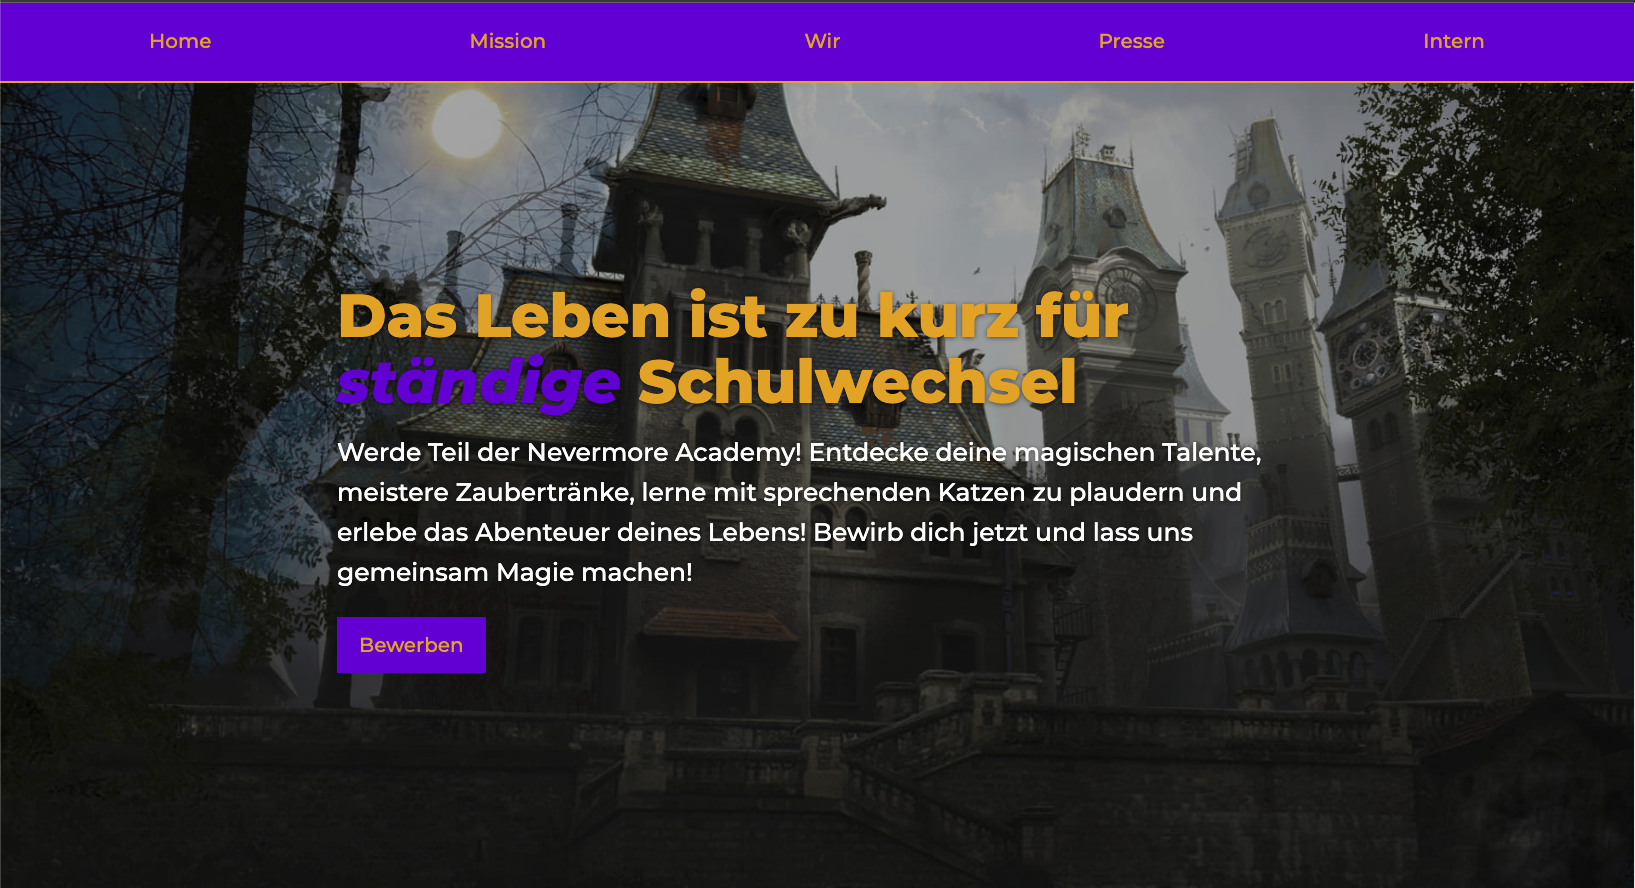 Home Mission Wir Presse Intern
Das Leben ist zu kurz für
ständige Schulwechsel
Werde Teil der Nevermore Academy! Entdecke deine magischen Talente,
meistere Zaubertränke, lerne mit sprechenden Katzen zu plaudern und
erlebe das Abenteuer deines Lebens! Bewirb dich jetzt und lass uns
gemeinsam Magie machen!
Bewerben